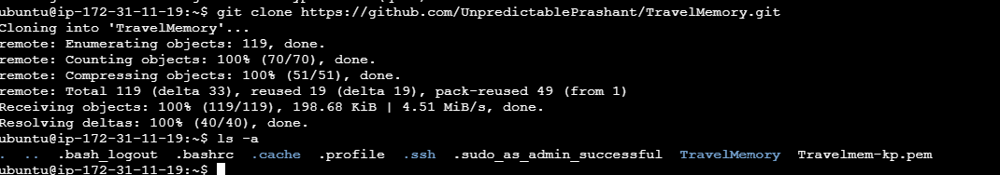 ubuntu@ip-172-31-11-19:~$ git clone https://github.com/UnpredictablePrashant/TravelMemory.git
Cloning into 'TravelMemory'...
remote: Enumerating objects: 119, done.
remote: Counting objects: 100% (70/70), done.
remote: Compressing objects: 100% (51/51), done.
remote: Total 119 (delta 33), reused 19 (delta 19), pack-reused 49 (from 1)
Receiving objects: 100% (119/119), 198.68 KiB | 4.51 MiB/s, done.
Resolving deltas: 100% (40/40), done.
ubuntu@ip-172-31-11-19:~$ ls -a
. .. .bash_logout .bashrc .cache .profile .ssh .sudo_as_admin_successful TravelMemory Travelmem-kp.pem
ubuntu@ip-172-31-11-19:~$